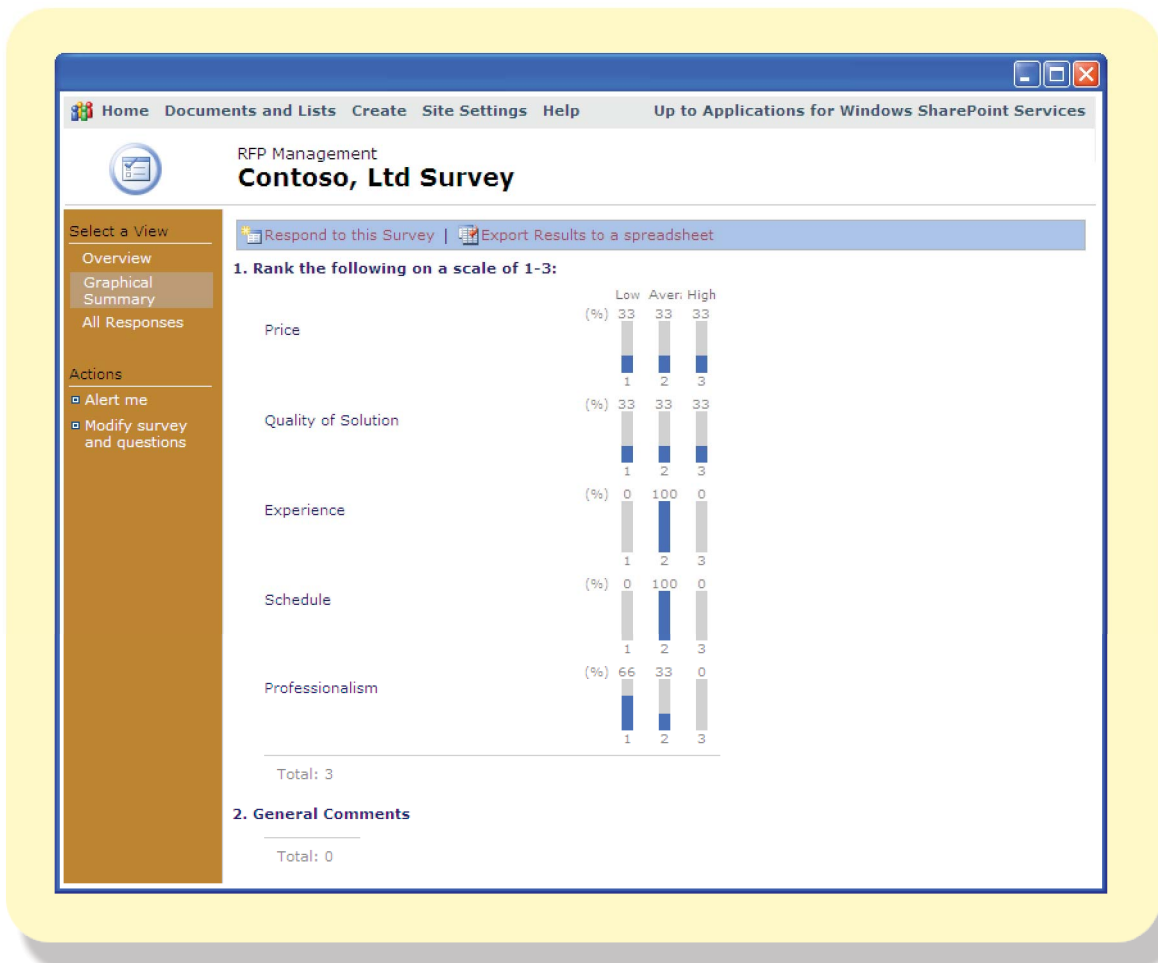 Home Documents and Lists Create Site Settings Help Up to Applications for Windows SharePoint Services
RFP Management
Contoso, Ltd Survey
Select a View
Overview
Graphical
Summary
All Responses
Actions
Alert me
Modify survey
and questions
Respond to this Survey | Export Results to a spreadsheet
1. Rank the following on a scale of 1-3:
Low Avera High
(%) 33 33 33
Price
1 2 3
(%) 33 33 33
Quality of Solution
1 2 3
(%) 0 100 0
Experience
1 2 3
(%) 0 100 0
Schedule
1 2 3
(%) 66 33 0
Professionalism
1 2 3
Total: 3
2. General Comments
Total: 0